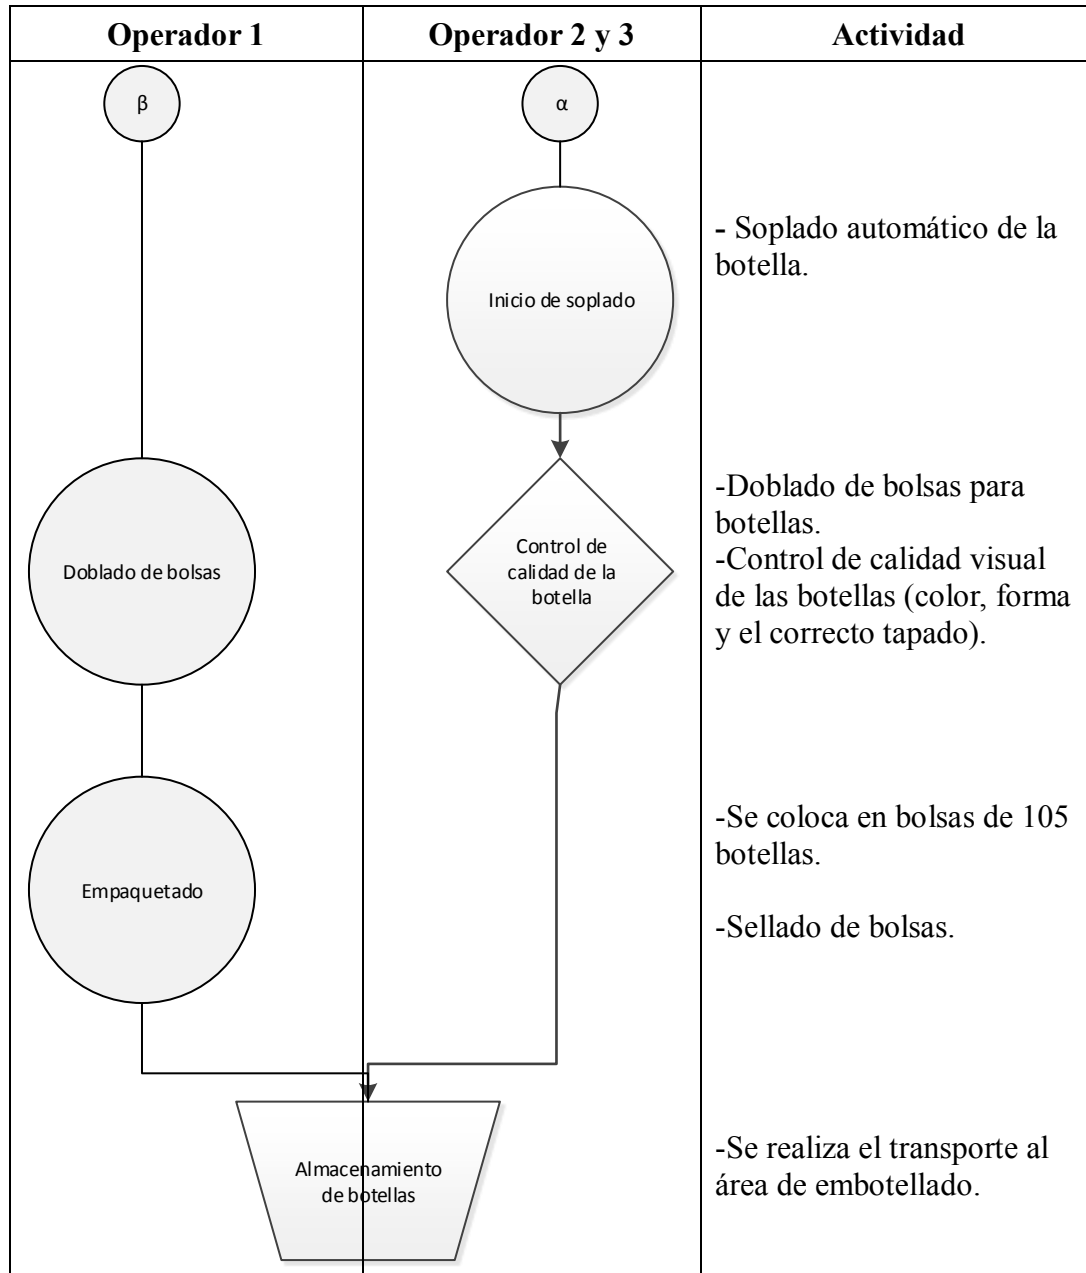 Operador 1
Operador 2 y 3
Actividad
β
α
Inicio de soplado
- Soplado automático de la
botella.
Doblado de bolsas
Control de
calidad de la
botella
-Doblado de bolsas para
botellas.
-Control de calidad visual
de las botellas (color, forma
y el correcto tapado).
Empaquetado
-Se coloca en bolsas de 105
botellas.
-Sellado de bolsas.
Almacenamiento
de botellas
-Se realiza el transporte al
área de embotellado.